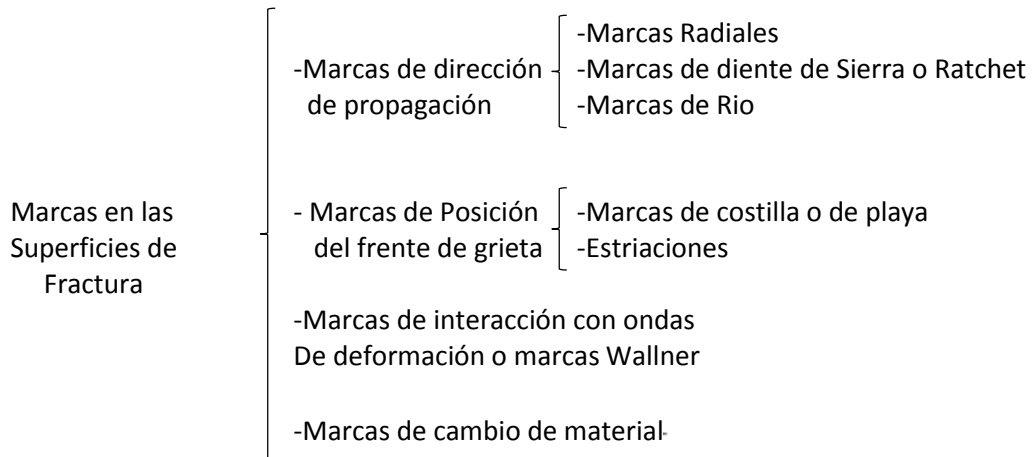 Marcas en las
Superficies de
Fractura
-Marcas de dirección
de propagación
-Marcas Radiales
-Marcas de diente de Sierra o Ratchet
-Marcas de Rio
- Marcas de Posición
del frente de grieta
-Marcas de costilla o de playa
-Estriaciones
-Marcas de interacción con ondas
De deformación o marcas Wallner
-Marcas de cambio de material-